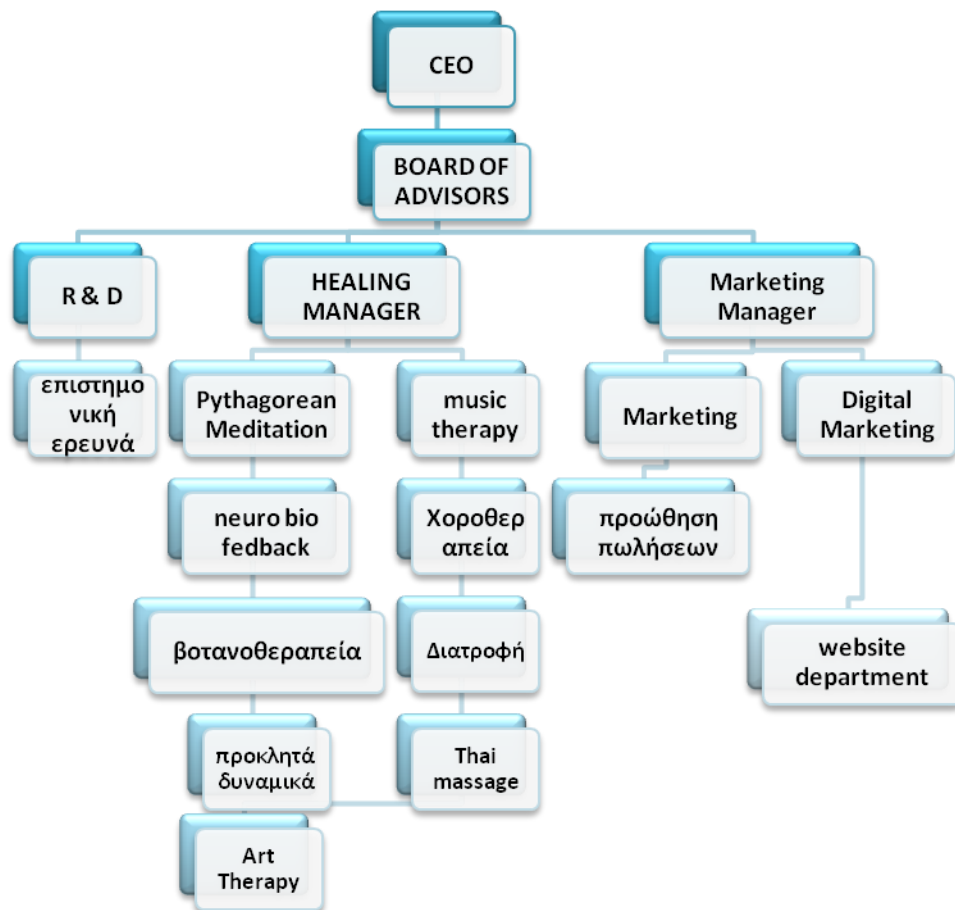 CEO
BOARD OF
ADVISORS
R & D
HEALING
MANAGER
Marketing
Manager
επιστημο
νική
ερευνά
Pythagorean
Meditation
music
therapy
Marketing
Digital
Marketing
neuro bio
fedback
Χοροθερ
απεία
προώθηση
πωλήσεων
βοτανοθεραπεία
Διατροφή
website
department
προκλητά
δυναμικά
Thai
massage
Art
Therapy